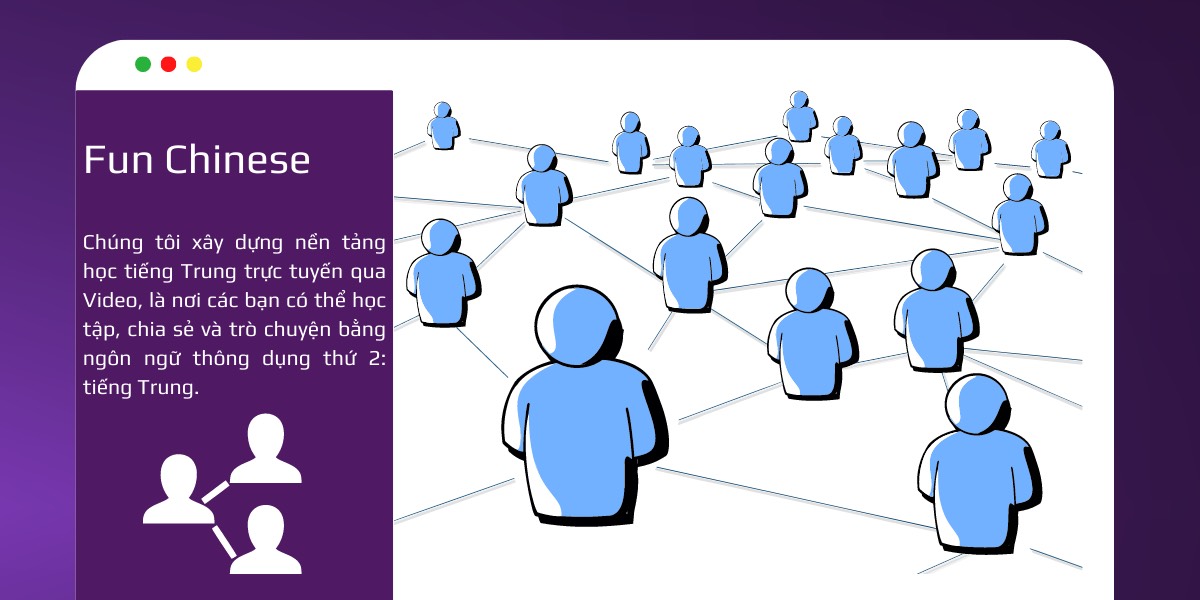 Fun Chinese
Chúng tôi xây dựng nền tảng
học tiếng Trung trực tuyến qua
Video, là nơi các bạn có thể học
tập, chia sẻ và trò chuyện bằng
ngôn ngữ thông dụng thứ 2:
tiếng Trung.